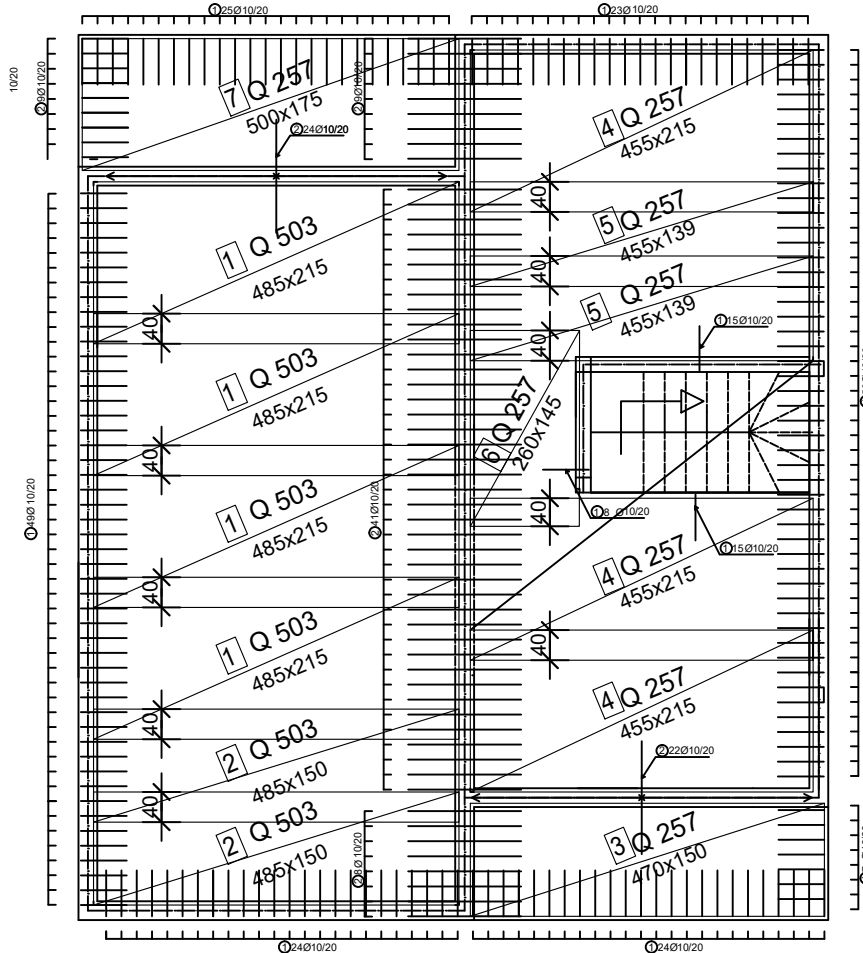 ①25Ø10/20
①23Ø10/20
10/20
②9Ø10/20
②9Ø10/20
7 Q 257
500x175
②24Ø10/20
4 Q 257
455x215
40
1 Q 503
485x215
5 Q 257
455x139
40
5 Q 257
455x139
40
40
①15Ø10/20
1 Q 503
485x215
6 Q 257
260x145
40
①49Ø10/20
②41Ø10/20
1 Q 503
485x215
①8 Ø10/20
40
①15Ø10/20
4 Q 257
455x215
40
1 Q 503
485x215
40
4 Q 257
455x215
40
2 Q 503
485x150
②22Ø10/20
40
2 Q 503
485x150
②8Ø10/20
3 Q 257
470x150
①24Ø10/20
①24Ø10/20